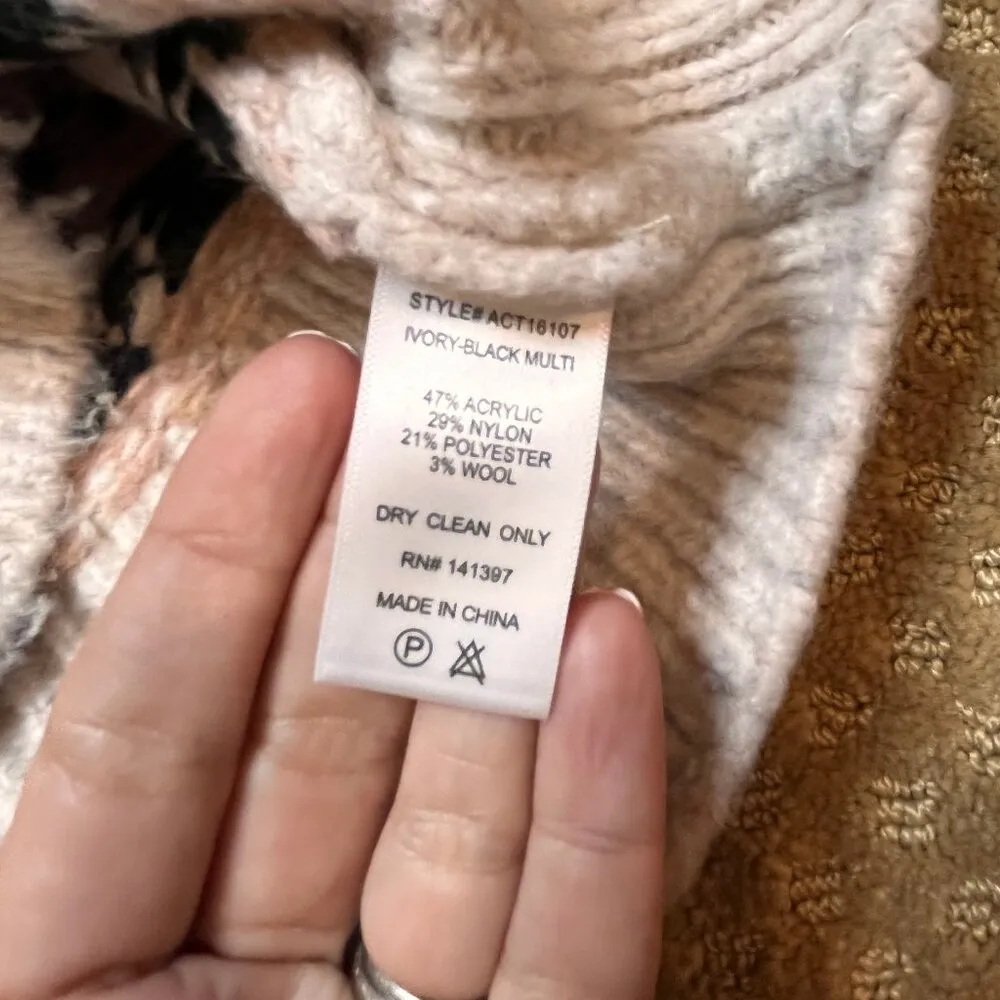 STYLE# ACT16107
IVORY-BLACK MULTI
47% ACRYLIC
29% NYLON
21% POLYESTER
3% WOOL
DRY CLEAN ONLY
RN# 141397
MADE IN CHINA
P